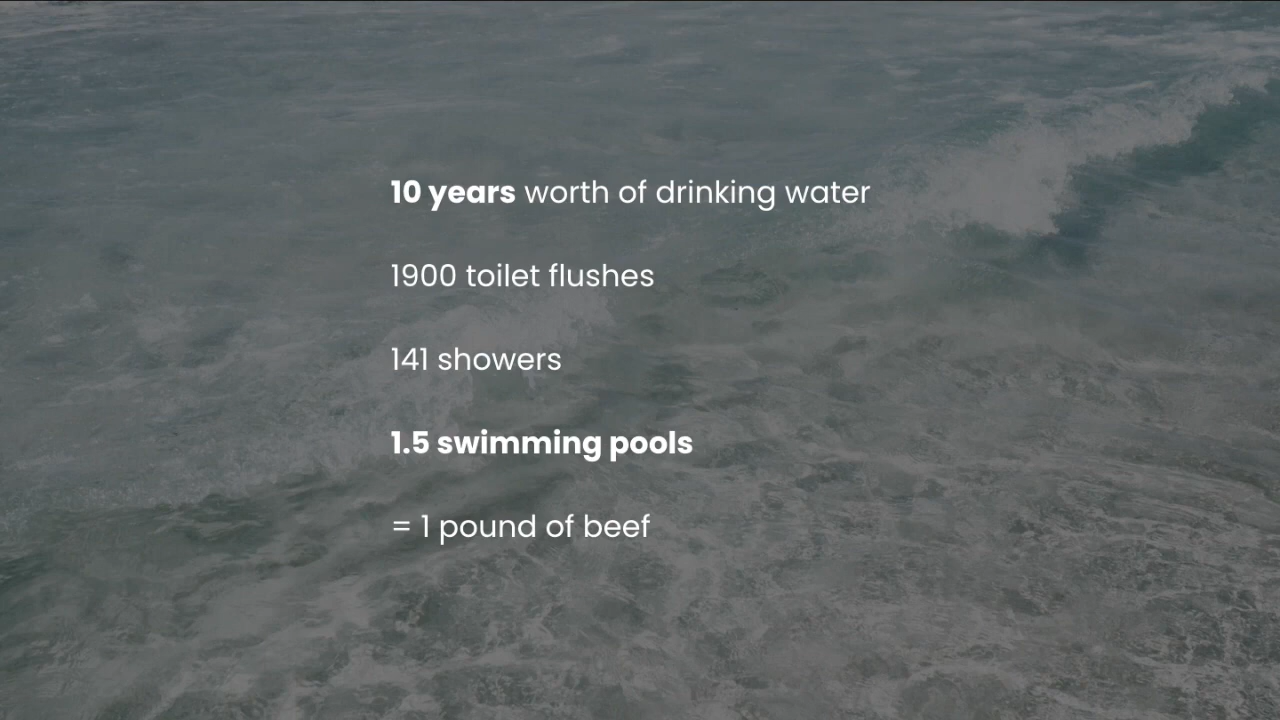 10 years worth of drinking water
1900 toilet flushes
141 showers
1.5 swimming pools
= 1 pound of beef